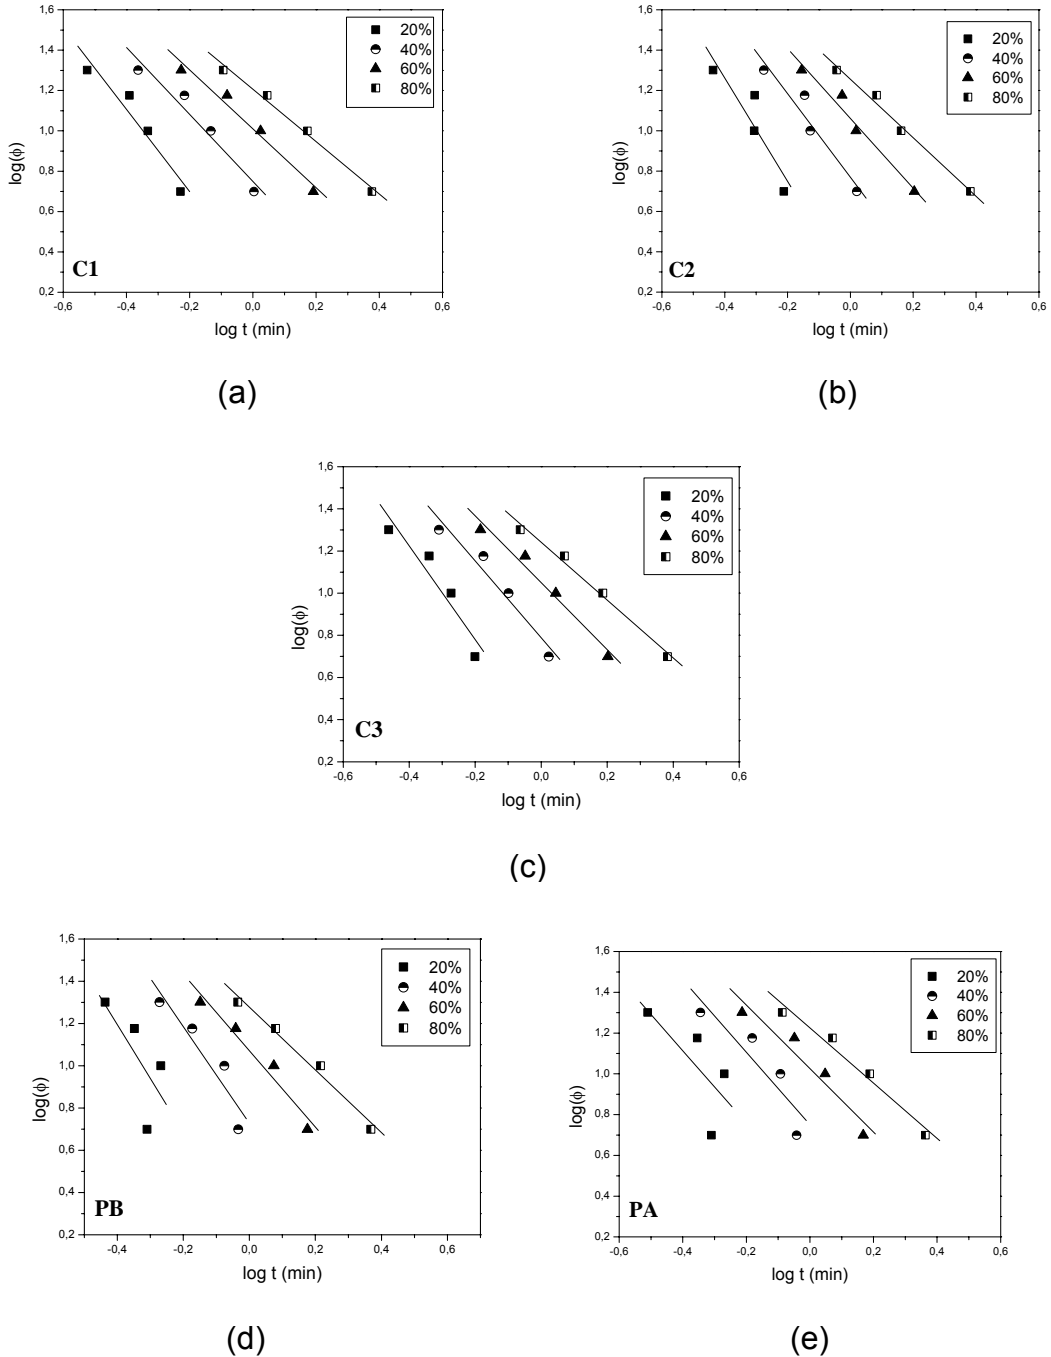 1,6
1,4
1,2
1,0
0,8
0,6
0,4
0,2
log(ϕ)
20%
40%
60%
80%
C1
-0,6 -0,4 -0,2 0,0 0,2 0,4 0,6
log t (min)
(a)
1,6
1,4
1,2
1,0
0,8
0,6
0,4
0,2
log(ϕ)
20%
40%
60%
80%
C2
-0,6 -0,4 -0,2 0,0 0,2 0,4 0,6
log t (min)
(b)
1,6
1,4
1,2
1,0
0,8
0,6
0,4
0,2
log(ϕ)
20%
40%
60%
80%
C3
-0,6 -0,4 -0,2 0,0 0,2 0,4 0,6
log t (min)
(c)
1,6
1,4
1,2
1,0
0,8
0,6
0,4
0,2
log(ϕ)
20%
40%
60%
80%
PB
-0,4 -0,2 0,0 0,2 0,4 0,6
log t (min)
(d)
1,6
1,4
1,2
1,0
0,8
0,6
0,4
0,2
log(ϕ)
20%
40%
60%
80%
PA
-0,6 -0,4 -0,2 0,0 0,2 0,4 0,6
log t (min)
(e)